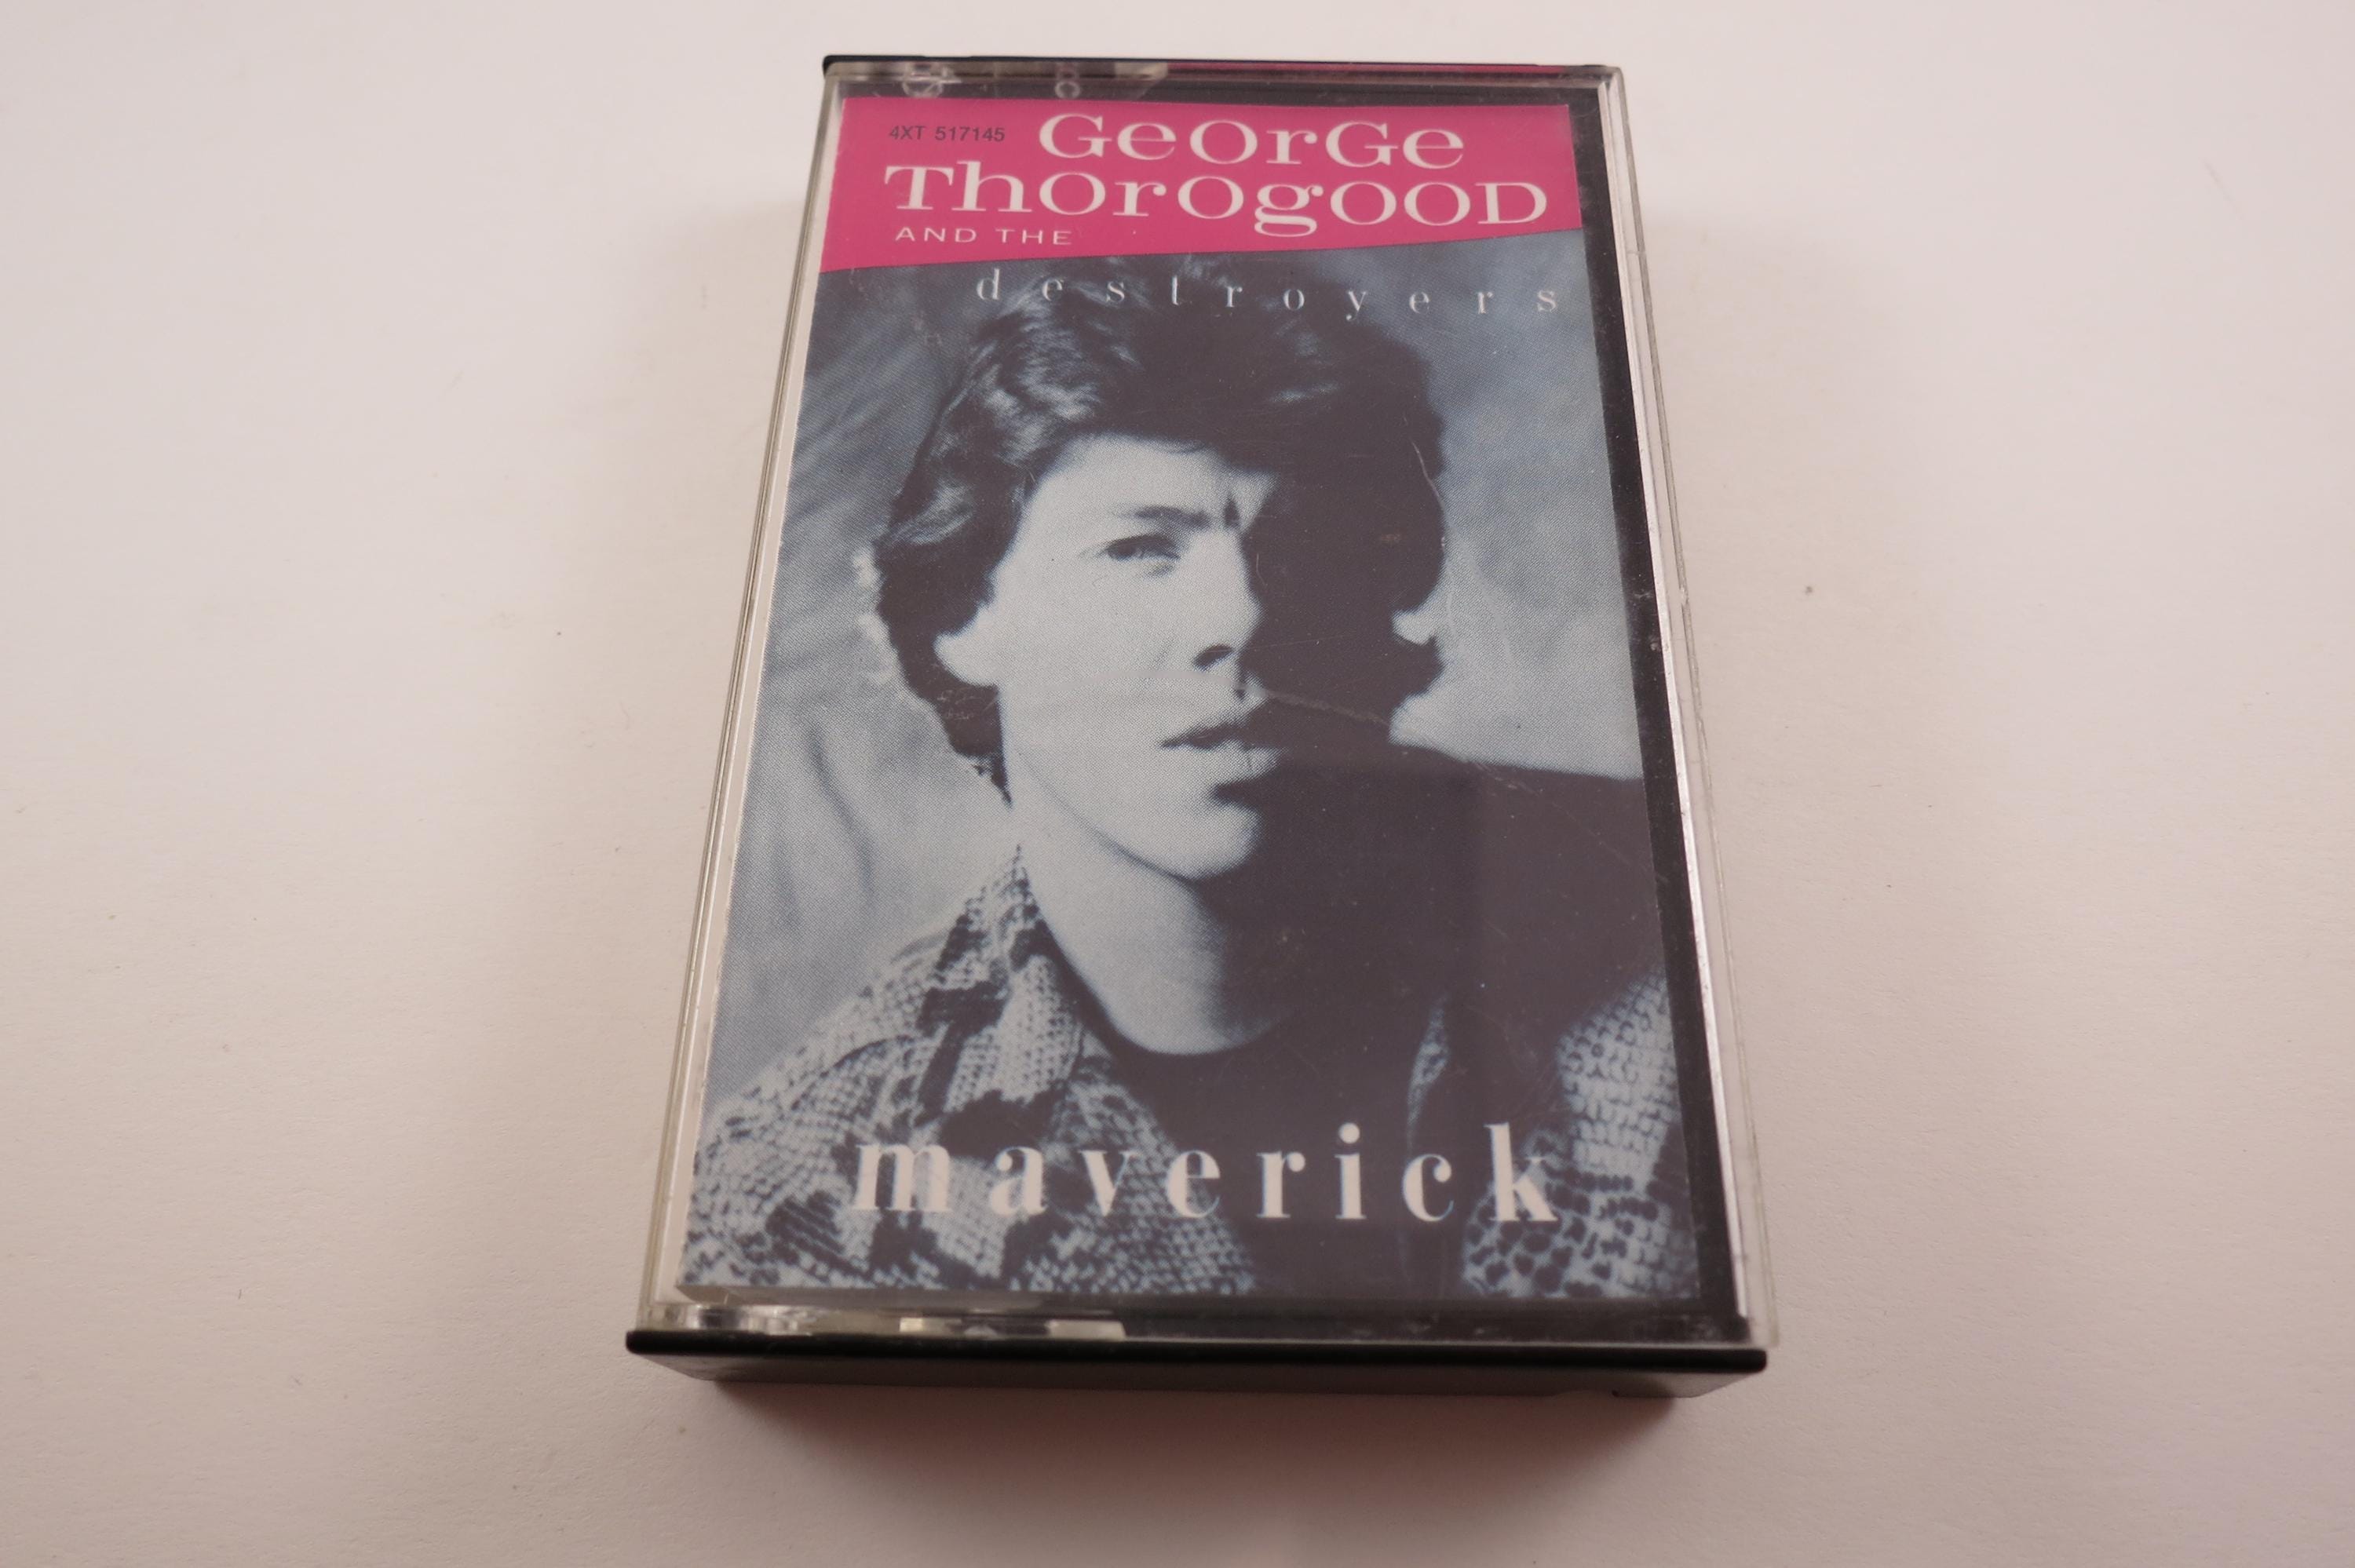 4XT 517145 GeOrGe
ThOrOgOOD
AND THE
destroyers
maverick